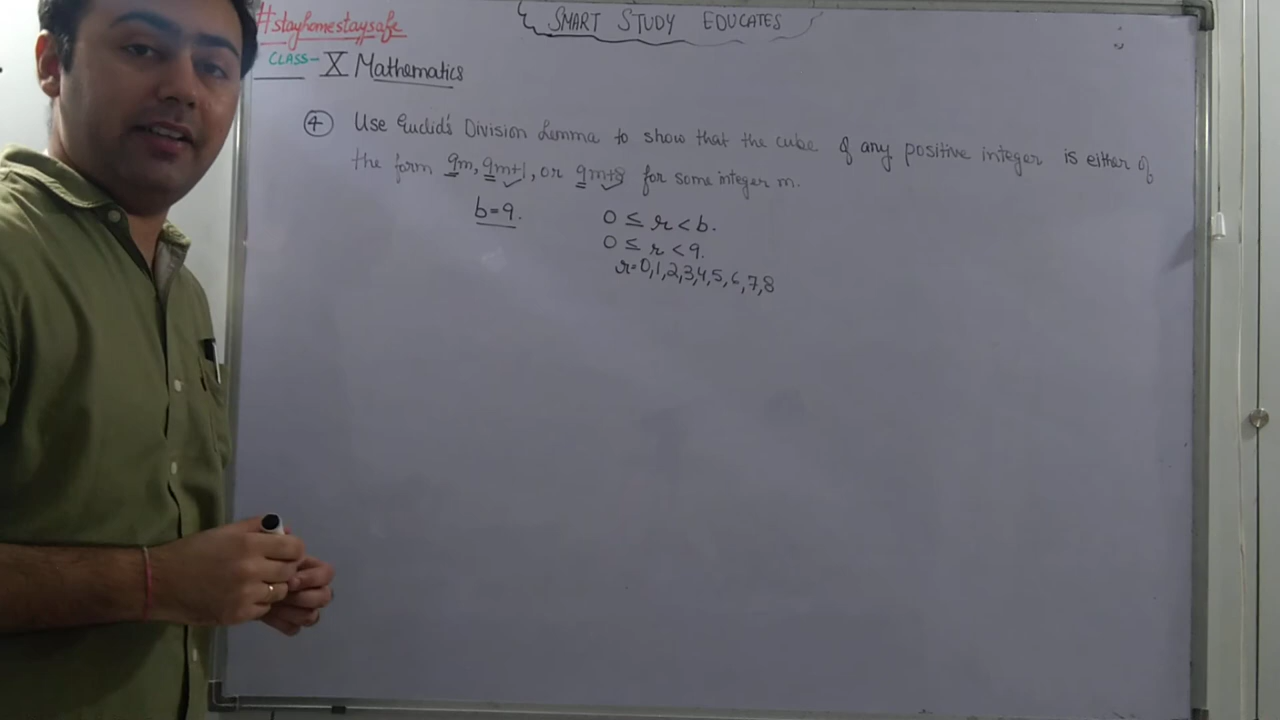 #stayhomestaysafe
SMART STUDY EDUCATES
CLASS- X Mathematics
④ Use Euclid's Division Lemma to show that the cube of any positive integer is either of
the form 9m, 9m+1, or 9m+8 for some integer m.
b=9.
0 ≤ r < b.
0 ≤ r < 9.
r=0,1,2,3,4,5,6,7,8